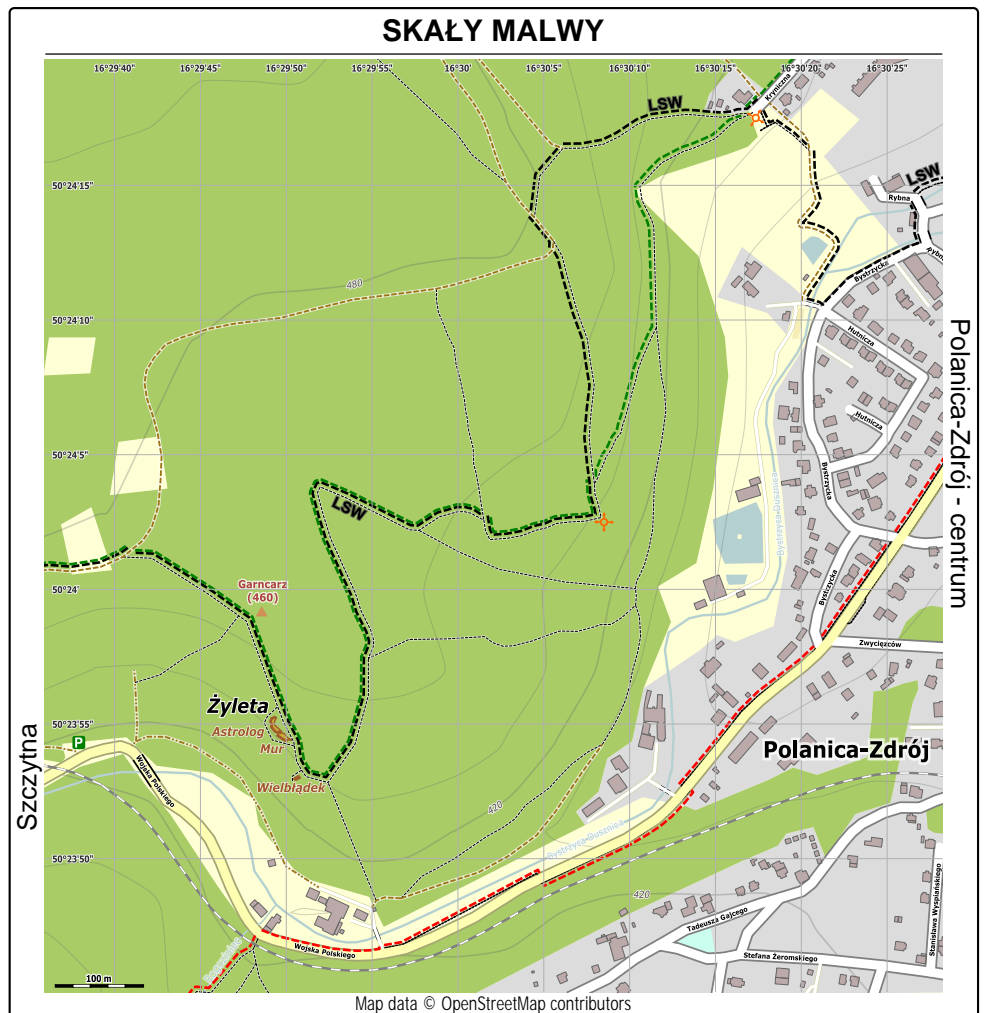 SKAŁY MALWY
16°29'40"
16°29'45"
16°29'50"
16°29'55"
16°30'
16°30'5"
16°30'10"
16°30'15"
16°30'20"
16°30'25"
Kryniczna
LSW
50°24'15"
LSW
Rybna
Rybna
Bystrzycka
480
50°24'10"
Hutnicza
Polanica-Zdrój - centrum
Hutnicza
50°24'5"
Bystrzycka
LSW
Bystrzyca Dusznicka
Garncarz
(460)
50°24'
Bystrzycka
Zwycięzców
Żyleta
Astrolog
Mur
50°23'55"
P
Polanica-Zdrój
Szczytna
Wojska Polskiego
Wielbłądek
420
Bystrzyca Dusznicka
50°23'50"
420
Tadeusza Gajcego
Stanisława Wyspiańskiego
Wojska Polskiego
Stefana Żeromskiego
100 m
Map data © OpenStreetMap contributors